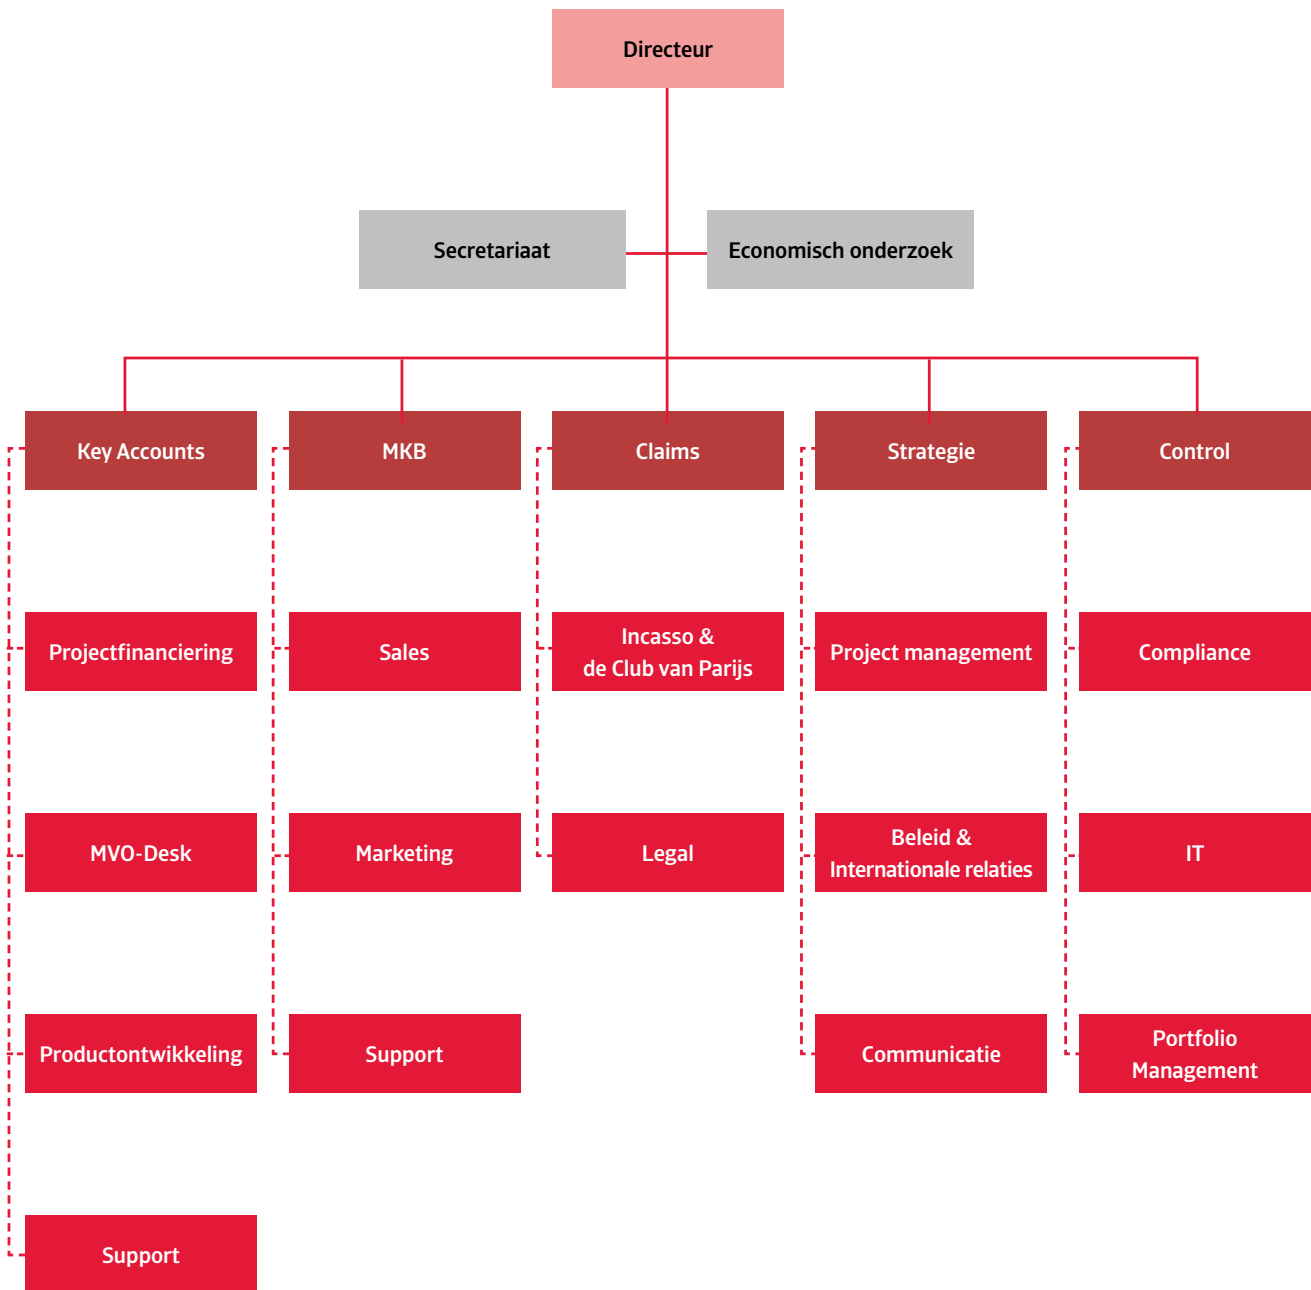 Directeur
Secretariaat
Economisch onderzoek
Key Accounts
MKB
Claims
Strategie
Control
Projectfinanciering
Sales
Incasso &
de Club van Parijs
Project management
Compliance
MVO-Desk
Marketing
Legal
Beleid &
Internationale relaties
IT
Productontwikkeling
Support
Communicatie
Portfolio
Management
Support